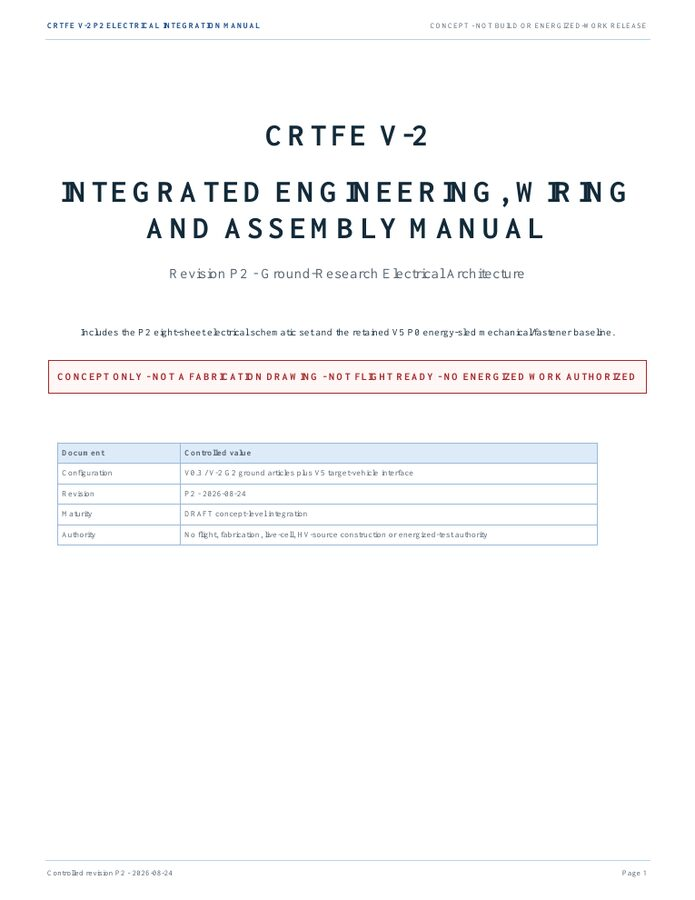 CRTFE V-2 P2 ELECTRICAL INTEGRATION MANUAL
CONCEPT - NOT BUILD OR ENERGIZED-WORK RELEASE
CRTFE V-2
INTEGRATED ENGINEERING, WIRING
AND ASSEMBLY MANUAL
Revision P2 - Ground-Research Electrical Architecture
Includes the P2 eight-sheet electrical schematic set and the retained V5 P0 energy-sled mechanical/fastener baseline.
CONCEPT ONLY - NOT A FABRICATION DRAWING - NOT FLIGHT READY - NO ENERGIZED WORK AUTHORIZED
Document Controlled value
Configuration V0.3 / V-2 G2 ground articles plus V5 target-vehicle interface
Revision P2 - 2026-08-24
Maturity DRAFT concept-level integration
Authority No flight, fabrication, live-cell, HV-source construction or energized-test authority
Controlled revision P2 - 2026-08-24
Page 1